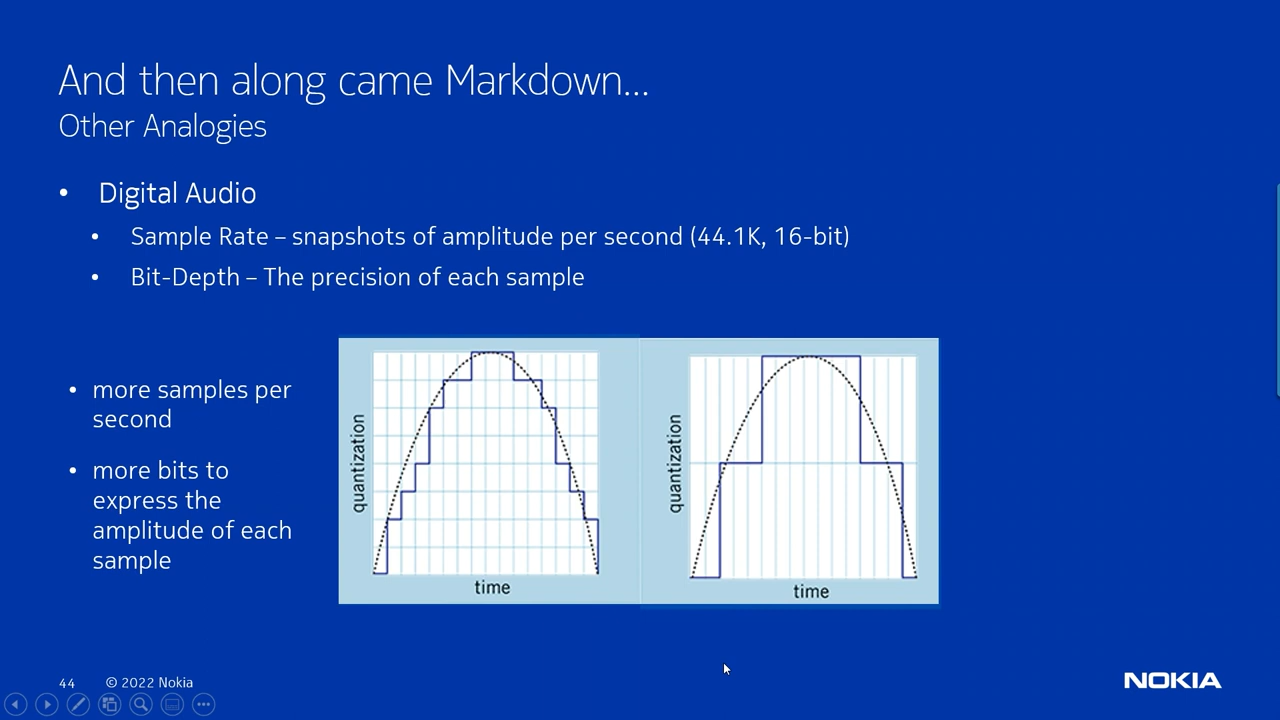 And then along came Markdown...
Other Analogies
• Digital Audio
• Sample Rate – snapshots of amplitude per second (44.1K, 16-bit)
• Bit-Depth – The precision of each sample
• more samples per
second
• more bits to
express the
amplitude of each
sample
quantization
time
quantization
time
44 © 2022 Nokia
NOKIA